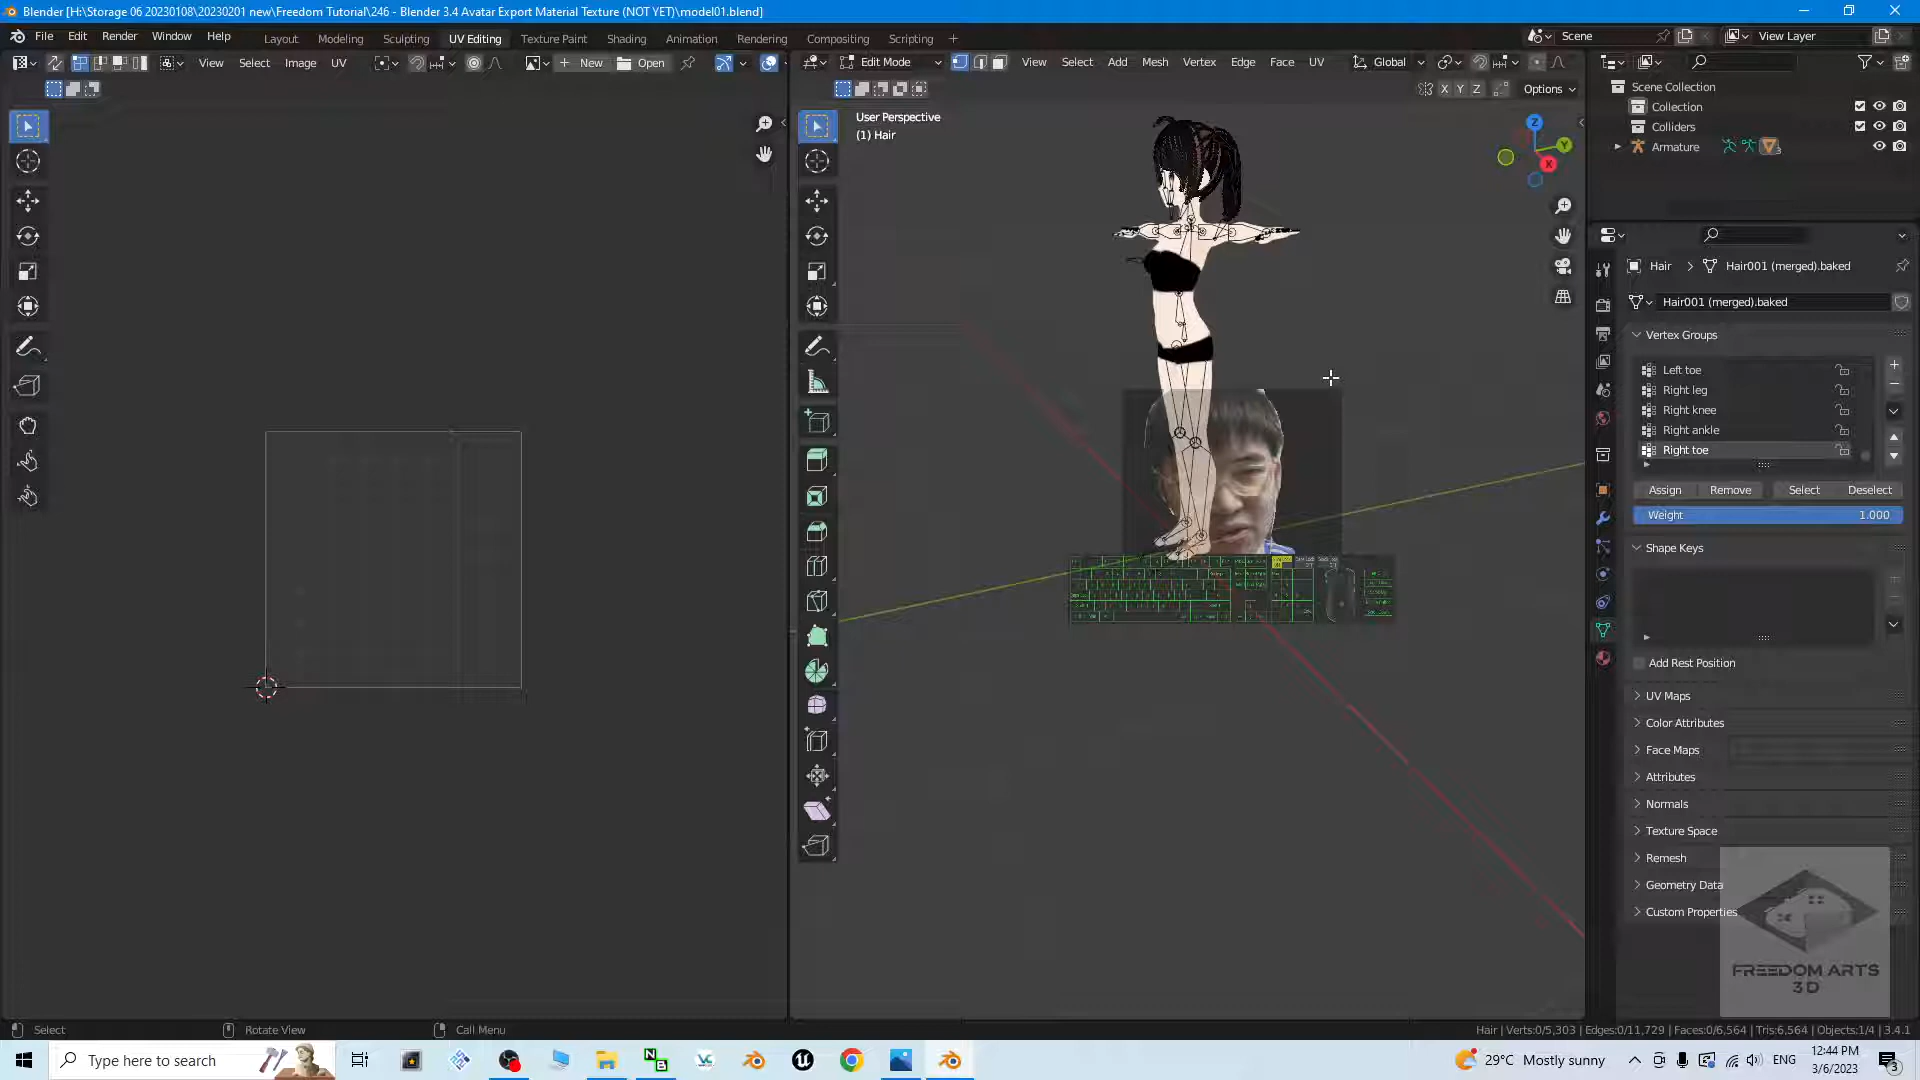 Blender [H:\Storage 06 20230108\20230201 new\Freedom Tutorial\246 - Blender 3.4 Avatar Export Material Texture (NOT YET)\model01.blend]
File Edit Render Window Help
Layout Modeling Sculpting UV Editing Texture Paint Shading Animation Rendering Compositing Scripting
Scene
View Layer
View Select Image UV
New Open
Edit Mode
View Select Add Mesh Vertex Edge Face UV
Global
X Y Z
Options
User Perspective
(1) Hair
Z
Y
X
Scene Collection
Collection
Colliders
Armature
3
Hair
Hair001 (merged).baked
Hair001 (merged).baked
Vertex Groups
Left toe
Right leg
Right knee
Right ankle
Right toe
Assign Remove Select Deselect
Weight 1.000
Shape Keys
Add Rest Position
UV Maps
Color Attributes
Face Maps
Attributes
Normals
Texture Space
Remesh
Geometry Data
Custom Properties
FREEDOM ARTS
3D
Select
Rotate View
Call Menu
Hair | Verts:0/5,303 | Edges:0/11,729 | Faces:0/6,564 | Tris:6,564 | Objects:1/4 | 3.4.1
Type here to search
29°C Mostly sunny
ENG
12:44 PM
3/6/2023
3